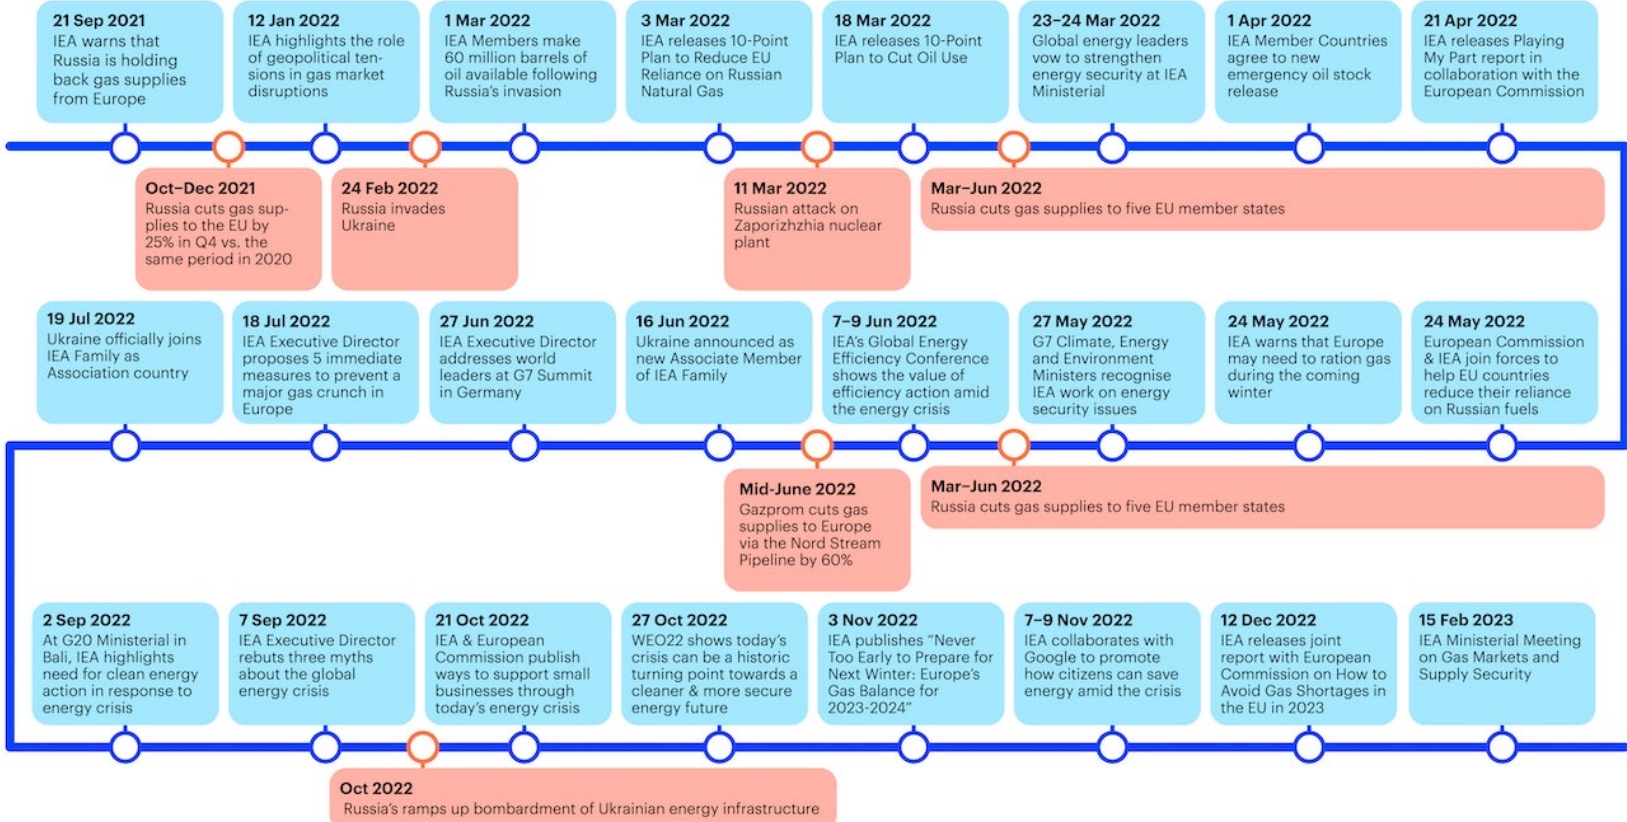 21 Sep 2021
IEA warns that
Russia is holding
back gas supplies
from Europe
12 Jan 2022
IEA highlights the role
of geopolitical ten-
sions in gas market
disruptions
1 Mar 2022
IEA Members make
60 million barrels of
oil available following
Russia's invasion
3 Mar 2022
IEA releases 10-Point
Plan to Reduce EU
Reliance on Russian
Natural Gas
18 Mar 2022
IEA releases 10-Point
Plan to Cut Oil Use
23–24 Mar 2022
Global energy leaders
vow to strengthen
energy security at IEA
Ministerial
1 Apr 2022
IEA Member Countries
agree to new
emergency oil stock
release
21 Apr 2022
IEA releases Playing
My Part report in
collaboration with the
European Commission
Oct–Dec 2021
Russia cuts gas sup-
plies to the EU by
25% in Q4 vs. the
same period in 2020
24 Feb 2022
Russia invades
Ukraine
11 Mar 2022
Russian attack on
Zaporizhzhia nuclear
plant
Mar–Jun 2022
Russia cuts gas supplies to five EU member states
19 Jul 2022
Ukraine officially joins
IEA Family as
Association country
18 Jul 2022
IEA Executive Director
proposes 5 immediate
measures to prevent a
major gas crunch in
Europe
27 Jun 2022
IEA Executive Director
addresses world
leaders at G7 Summit
in Germany
16 Jun 2022
Ukraine announced as
new Associate Member
of IEA Family
7–9 Jun 2022
IEA's Global Energy
Efficiency Conference
shows the value of
efficiency action amid
the energy crisis
27 May 2022
G7 Climate, Energy
and Environment
Ministers recognise
IEA work on energy
security issues
24 May 2022
IEA warns that Europe
may need to ration gas
during the coming
winter
24 May 2022
European Commission
& IEA join forces to
help EU countries
reduce their reliance
on Russian fuels
Mid-June 2022
Gazprom cuts gas
supplies to Europe
via the Nord Stream
Pipeline by 60%
Mar–Jun 2022
Russia cuts gas supplies to five EU member states
2 Sep 2022
At G20 Ministerial in
Bali, IEA highlights
need for clean energy
action in response to
energy crisis
7 Sep 2022
IEA Executive Director
rebuts three myths
about the global
energy crisis
21 Oct 2022
IEA & European
Commission publish
ways to support small
businesses through
today's energy crisis
27 Oct 2022
WEO22 shows today's
crisis can be a historic
turning point towards a
cleaner & more secure
energy future
3 Nov 2022
IEA publishes "Never
Too Early to Prepare for
Next Winter: Europe's
Gas Balance for
2023-2024"
7–9 Nov 2022
IEA collaborates with
Google to promote
how citizens can save
energy amid the crisis
12 Dec 2022
IEA releases joint
report with European
Commission on How to
Avoid Gas Shortages in
the EU in 2023
15 Feb 2023
IEA Ministerial Meeting
on Gas Markets and
Supply Security
Oct 2022
Russia's ramps up bombardment of Ukrainian energy infrastructure